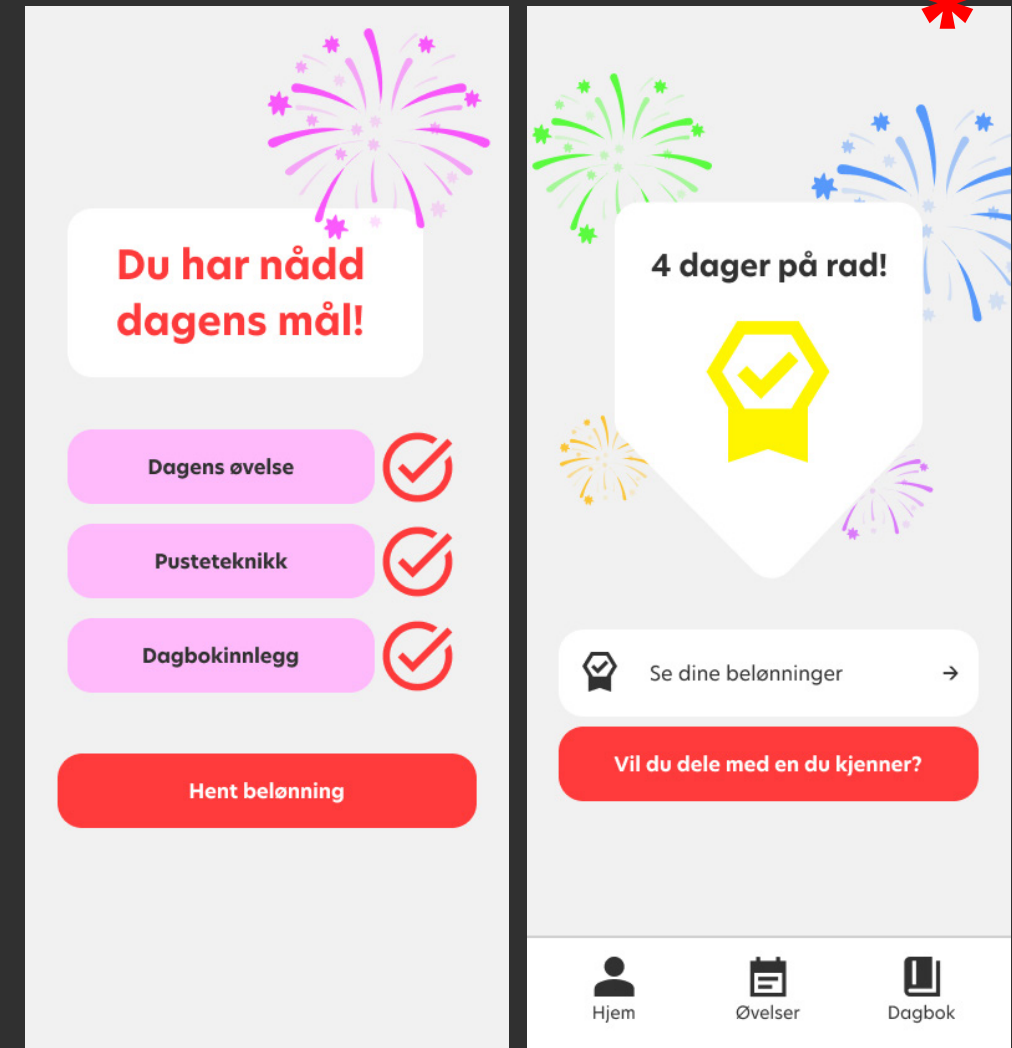 Du har nådd
dagens mål!
Dagens øvelse
Pusteteknikk
Dagbokinnlegg
Hent belønning
4 dager på rad!
Se dine belønninger
Vil du dele med en du kjenner?
Hjem
Øvelser
Dagbok